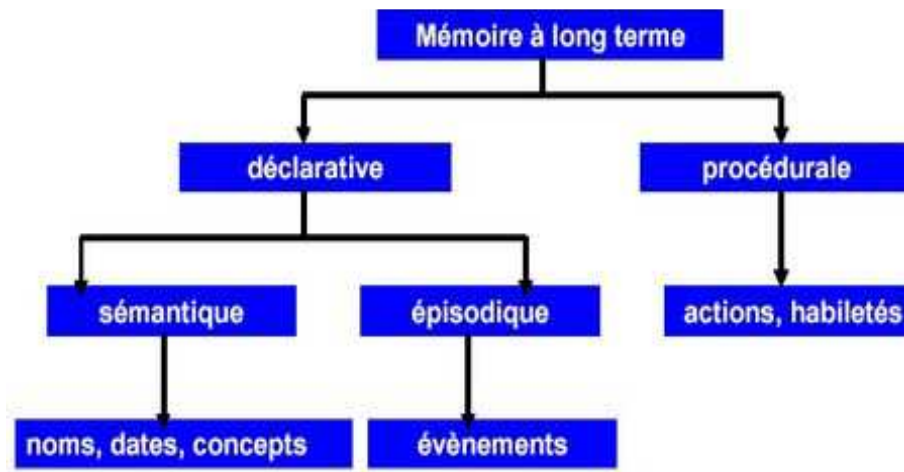 Mémoire à long terme
déclarative
procédurale
sémantique
épisodique
actions, habiletés
noms, dates, concepts
évènements